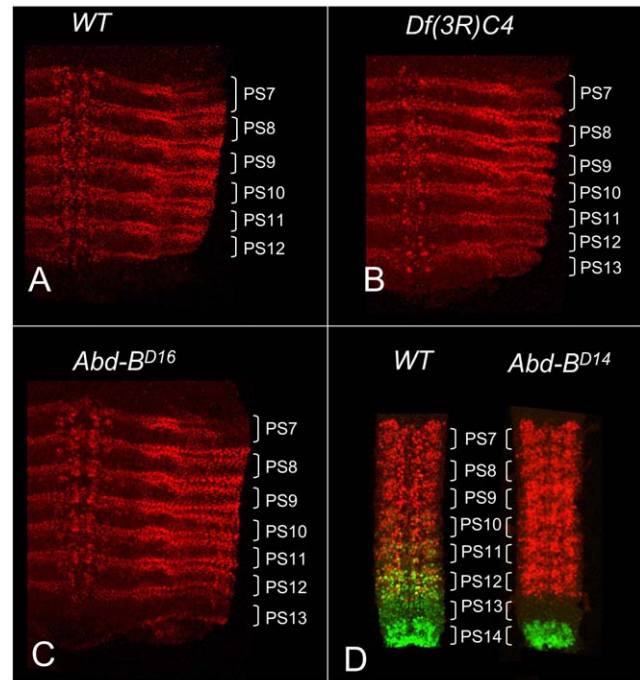 WT
PS7
PS8
PS9
PS10
PS11
PS12
A
Df(3R)C4
PS7
PS8
PS9
PS10
PS11
PS12
PS13
B
Abd-B^D16
PS7
PS8
PS9
PS10
PS11
PS12
PS13
C
WT Abd-B^D14
PS7
PS8
PS9
PS10
PS11
PS12
PS13
PS14
D